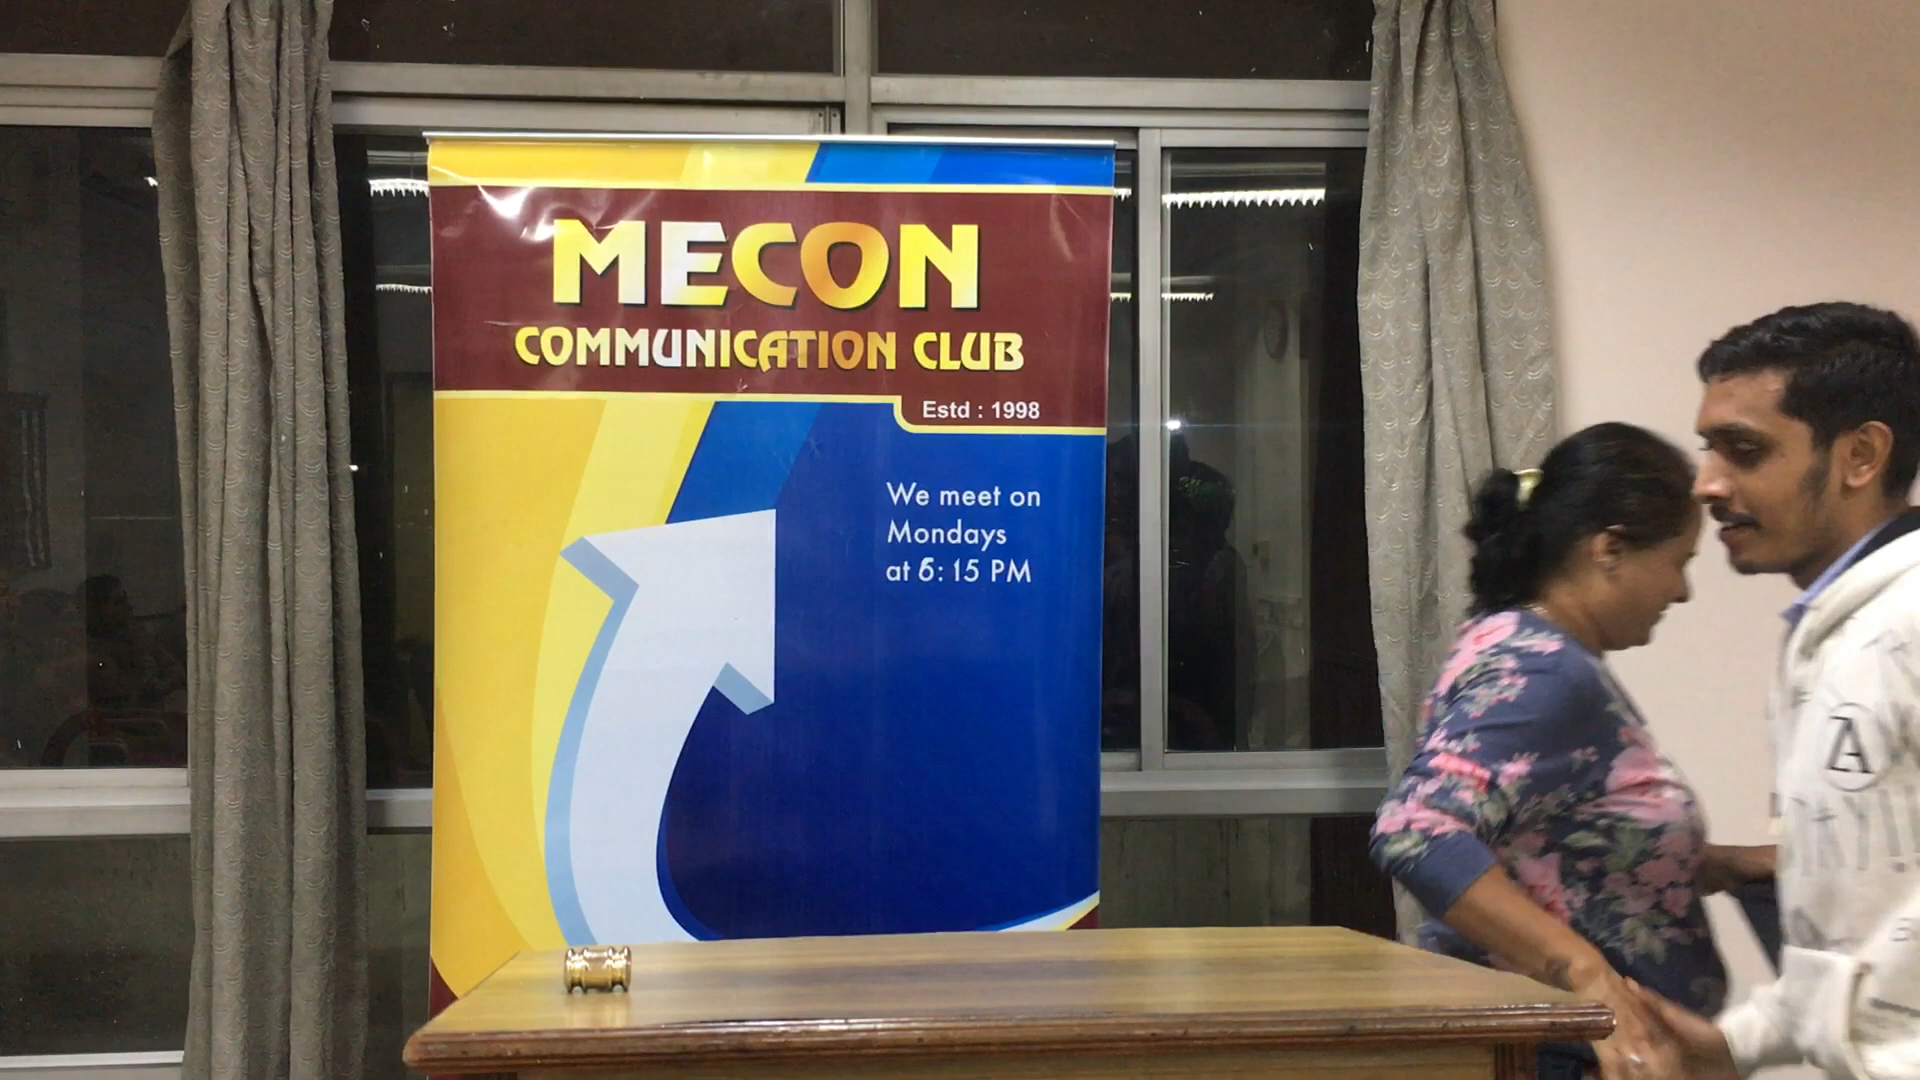 MECON
COMMUNICATION CLUB
Estd : 1998
We meet on
Mondays
at 6: 15 PM
A